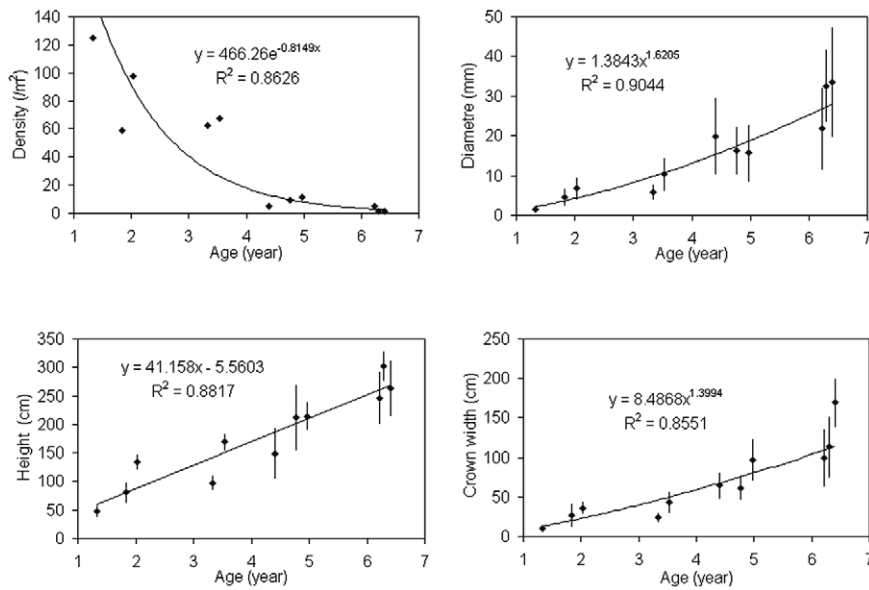 140
120
100
80
60
40
20
0
Density (/m²)
y = 466.26e^-0.8149x
R² = 0.8626
1 2 3 4 5 6 7
Age (year)
50
40
30
20
10
0
Diametre (mm)
y = 1.3843x^1.6205
R² = 0.9044
1 2 3 4 5 6 7
Age (year)
350
300
250
200
150
100
50
0
Height (cm)
y = 41.158x - 5.5603
R² = 0.8817
1 2 3 4 5 6 7
Age (year)
250
200
150
100
50
0
Crown width (cm)
y = 8.4868x^1.3994
R² = 0.8551
1 2 3 4 5 6 7
Age (year)